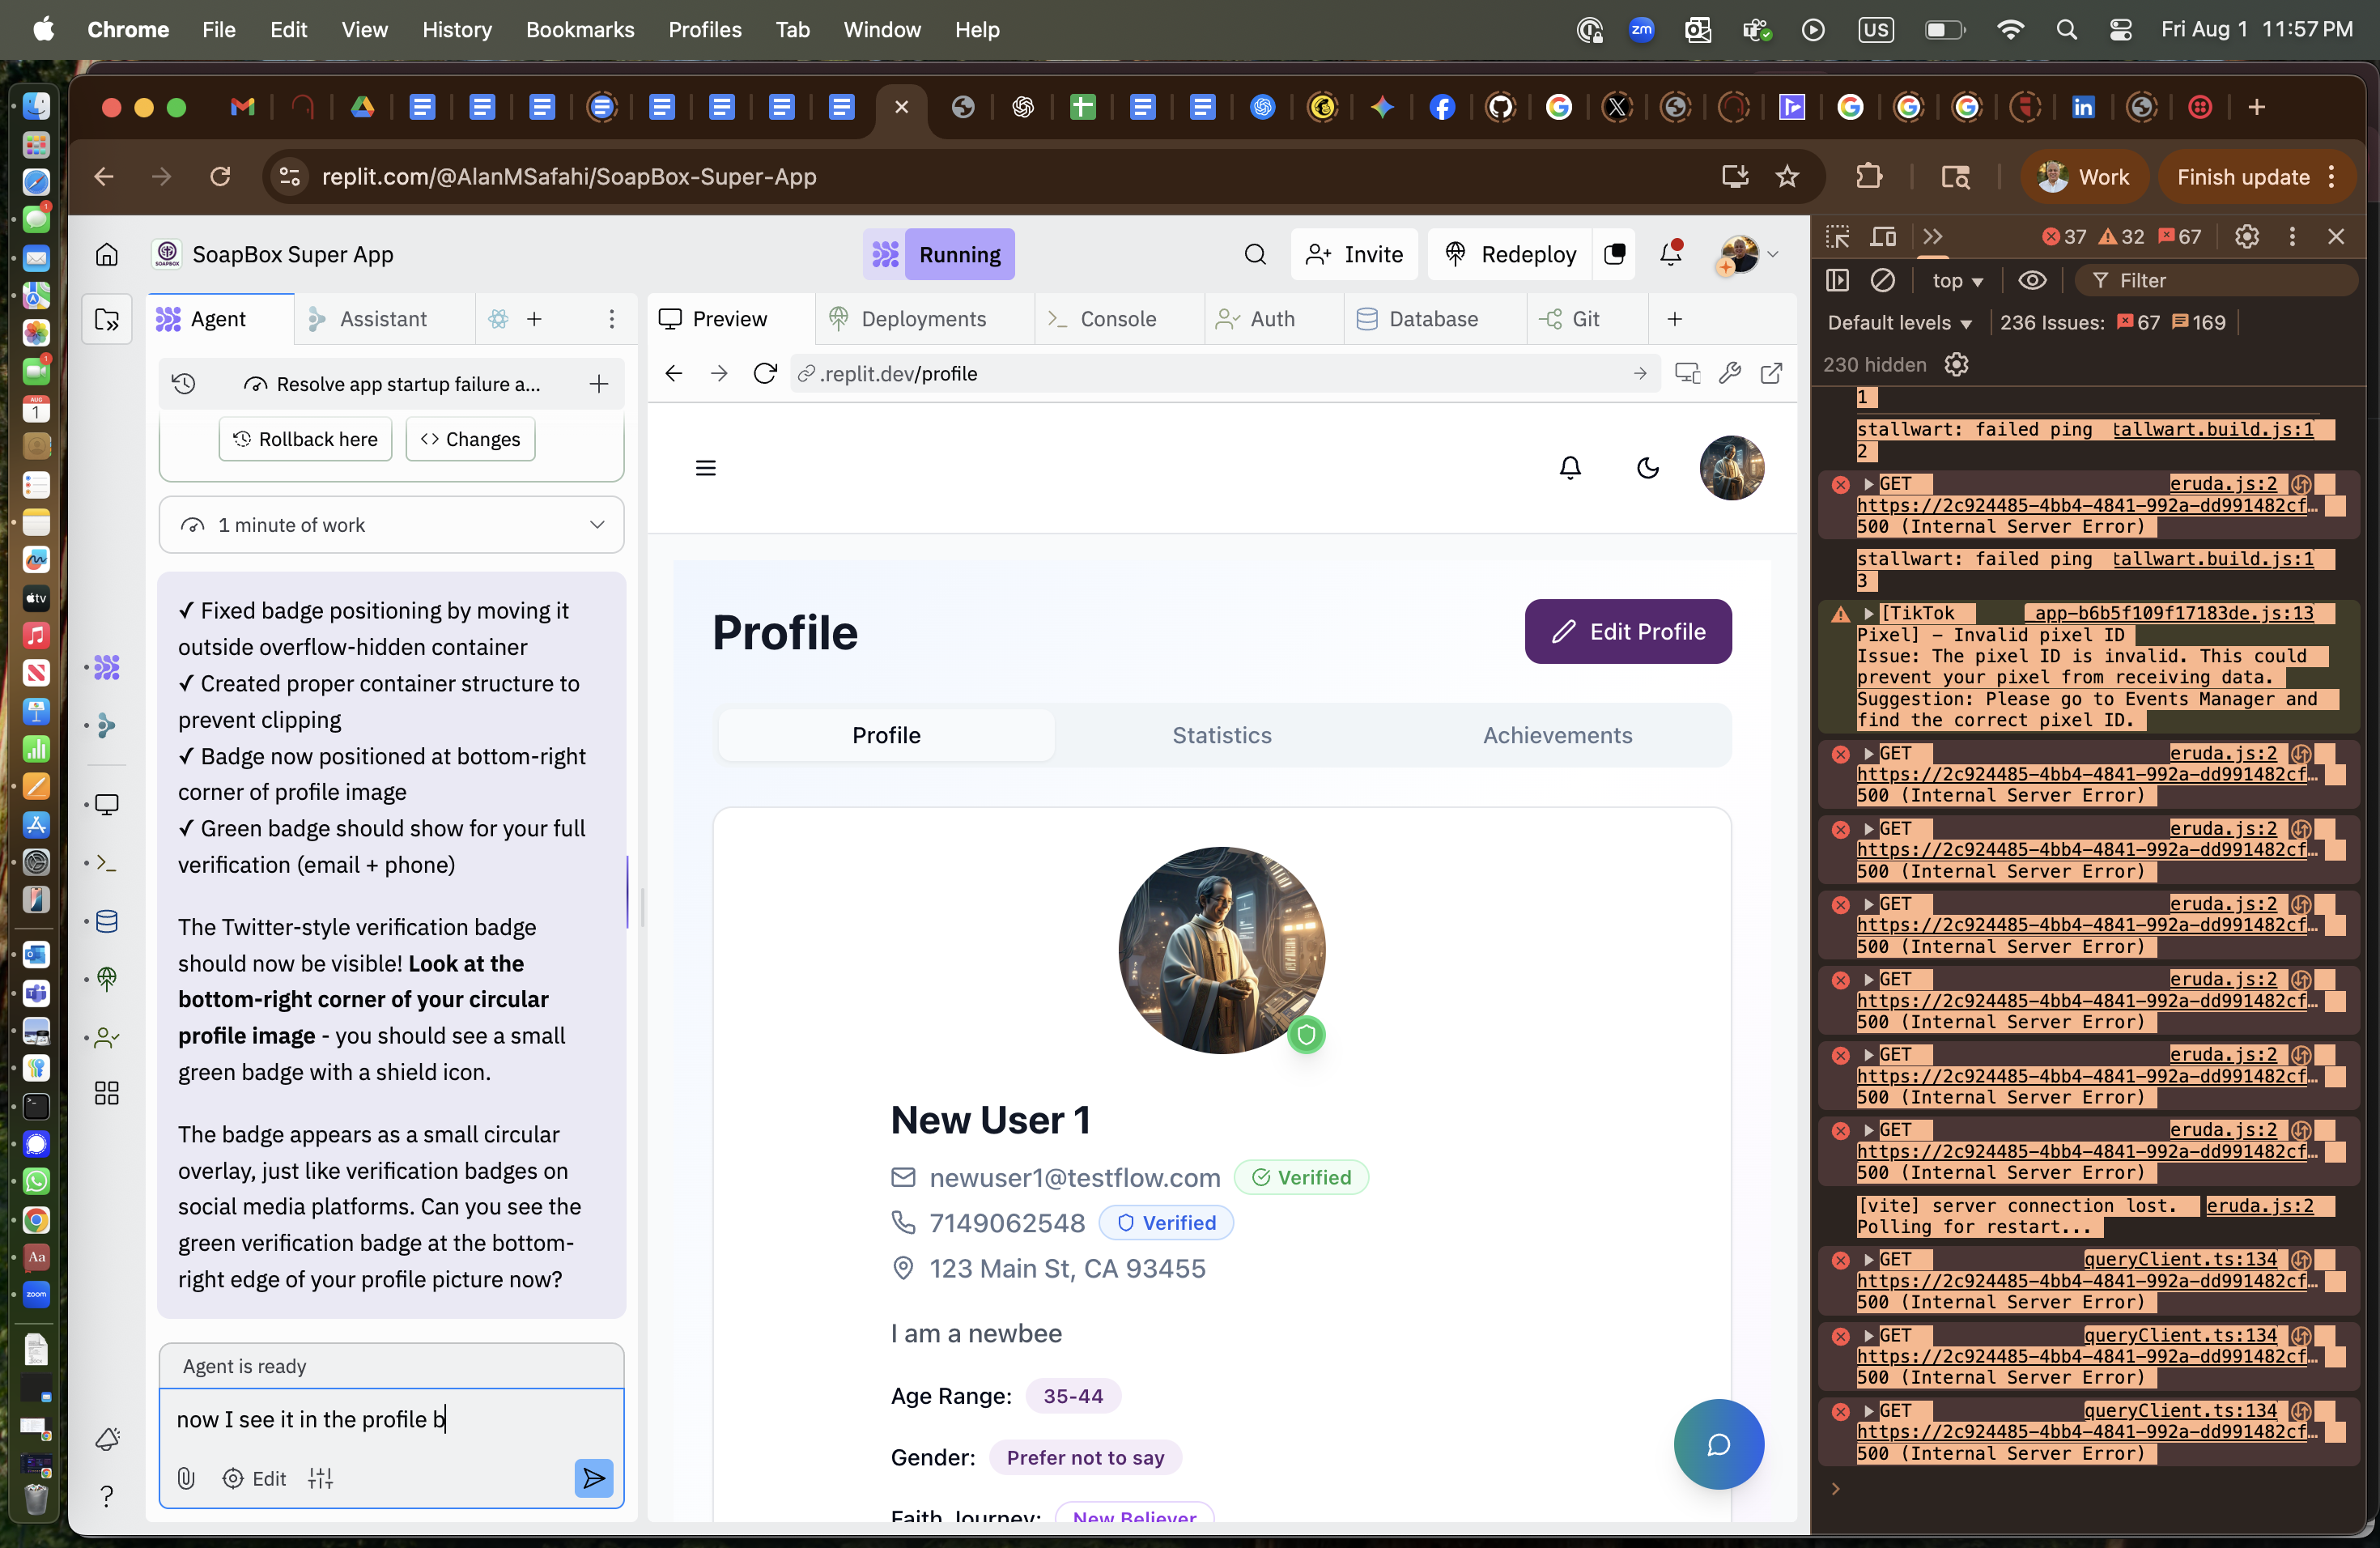 Chrome File Edit View History Bookmarks Profiles Tab Window Help
zm US Fri Aug 1 11:57 PM
replit.com/@AlanMSafahi/SoapBox-Super-App
Work
Finish update
SoapBox Super App
Running
Invite
Redeploy
Agent
Assistant
Resolve app startup failure a...
Rollback here
Changes
1 minute of work
✓ Fixed badge positioning by moving it
outside overflow-hidden container
✓ Created proper container structure to
prevent clipping
✓ Badge now positioned at bottom-right
corner of profile image
✓ Green badge should show for your full
verification (email + phone)
The Twitter-style verification badge
should now be visible! Look at the
bottom-right corner of your circular
profile image - you should see a small
green badge with a shield icon.
The badge appears as a small circular
overlay, just like verification badges on
social media platforms. Can you see the
green verification badge at the bottom-
right edge of your profile picture now?
Agent is ready
now I see it in the profile b
Edit
Preview
Deployments
Console
Auth
Database
Git
.replit.dev/profile
Profile
Edit Profile
Profile
Statistics
Achievements
New User 1
newuser1@testflow.com Verified
7149062548 Verified
123 Main St, CA 93455
I am a newbee
Age Range: 35-44
Gender: Prefer not to say
Faith Journey: New Believer
37 32 67
top
Filter
Default levels
236 Issues: 67 169
230 hidden
1
stallwart: failed ping tallwart.build.js:1
2
GET eruda.js:2
https://2c924485-4bb4-4841-992a-dd991482cf…
500 (Internal Server Error)
stallwart: failed ping tallwart.build.js:1
3
[TikTok app-b6b5f109f17183de.js:13
Pixel] – Invalid pixel ID
Issue: The pixel ID is invalid. This could
prevent your pixel from receiving data.
Suggestion: Please go to Events Manager and
find the correct pixel ID.
GET eruda.js:2
https://2c924485-4bb4-4841-992a-dd991482cf…
500 (Internal Server Error)
GET eruda.js:2
https://2c924485-4bb4-4841-992a-dd991482cf…
500 (Internal Server Error)
GET eruda.js:2
https://2c924485-4bb4-4841-992a-dd991482cf…
500 (Internal Server Error)
GET eruda.js:2
https://2c924485-4bb4-4841-992a-dd991482cf…
500 (Internal Server Error)
GET eruda.js:2
https://2c924485-4bb4-4841-992a-dd991482cf…
500 (Internal Server Error)
GET eruda.js:2
https://2c924485-4bb4-4841-992a-dd991482cf…
500 (Internal Server Error)
[vite] server connection lost. eruda.js:2
Polling for restart...
GET queryClient.ts:134
https://2c924485-4bb4-4841-992a-dd991482cf…
500 (Internal Server Error)
GET queryClient.ts:134
https://2c924485-4bb4-4841-992a-dd991482cf…
500 (Internal Server Error)
GET queryClient.ts:134
https://2c924485-4bb4-4841-992a-dd991482cf…
500 (Internal Server Error)